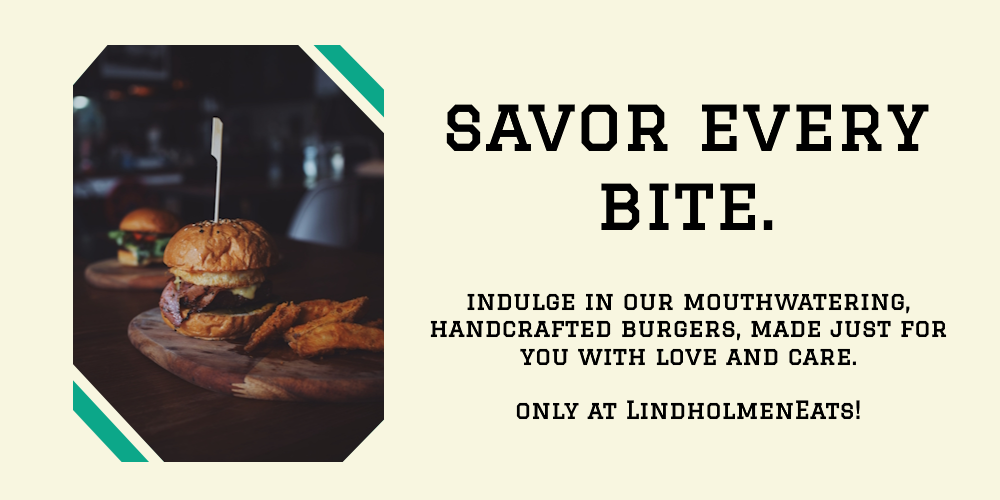 SAVOR EVERY
BITE.
INDULGE IN OUR MOUTHWATERING,
HANDCRAFTED BURGERS, MADE JUST FOR
YOU WITH LOVE AND CARE.
ONLY AT LINDHOLMENEATS!